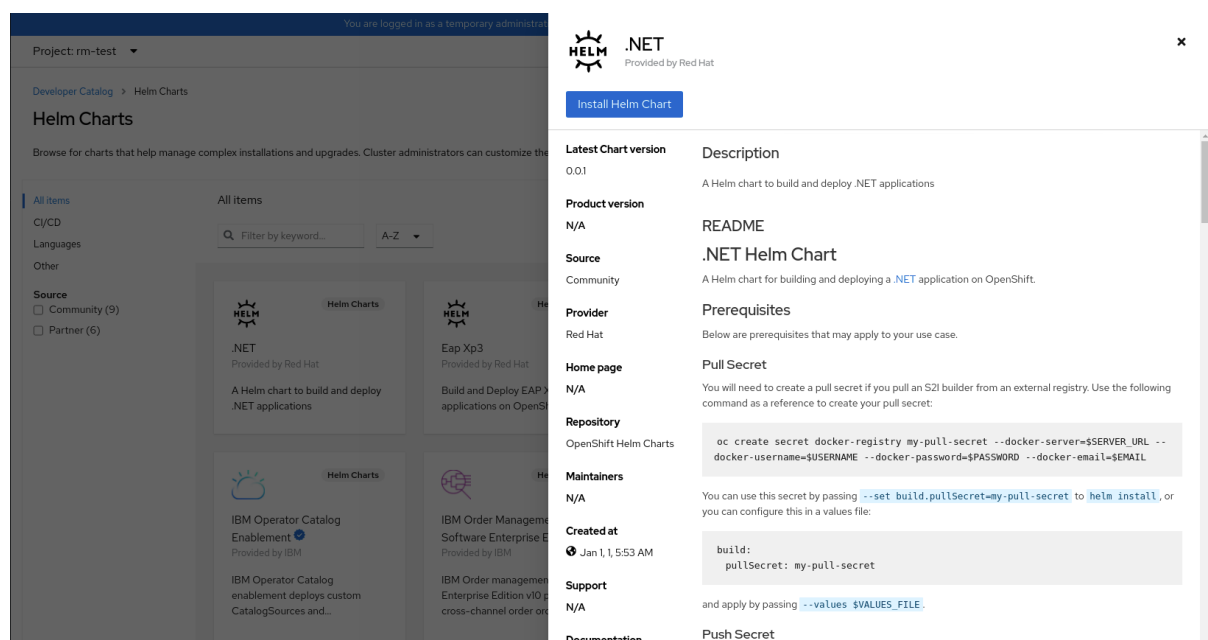 You are logged in as a temporary administrat
Project: rm-test
Developer Catalog > Helm Charts
Helm Charts
Browse for charts that help manage complex installations and upgrades. Cluster administrators can customize the
All items
CI/CD
Languages
Other
Source
Community (9)
Partner (6)
All items
Filter by keyword...
A-Z
HELM
Helm Charts
.NET
Provided by Red Hat
A Helm chart to build and deploy
.NET applications
HELM
He
Eap Xp3
Provided by Red Hat
Build and Deploy EAP X
applications on OpenSh
Helm Charts
IBM Operator Catalog
Enablement
Provided by IBM
IBM Operator Catalog
enablement deploys custom
CatalogSources and...
He
IBM Order Manageme
Software Enterprise E
Provided by IBM
IBM Order managemen
Enterprise Edition v10 p
cross-channel order orc
HELM
.NET
Provided by Red Hat
Install Helm Chart
Latest Chart version
0.0.1
Product version
N/A
Source
Community
Provider
Red Hat
Home page
N/A
Repository
OpenShift Helm Charts
Maintainers
N/A
Created at
Jan 1, 1, 5:53 AM
Support
N/A
Documentation
Description
A Helm chart to build and deploy .NET applications
README
.NET Helm Chart
A Helm chart for building and deploying a .NET application on OpenShift.
Prerequisites
Below are prerequisites that may apply to your use case.
Pull Secret
You will need to create a pull secret if you pull an S2I builder from an external registry. Use the following
command as a reference to create your pull secret:
oc create secret docker-registry my-pull-secret --docker-server=$SERVER_URL --
docker-username=$USERNAME --docker-password=$PASSWORD --docker-email=$EMAIL
You can use this secret by passing --set build.pullSecret=my-pull-secret to helm install, or
you can configure this in a values file:
build:
  pullSecret: my-pull-secret
and apply by passing --values $VALUES_FILE.
Push Secret